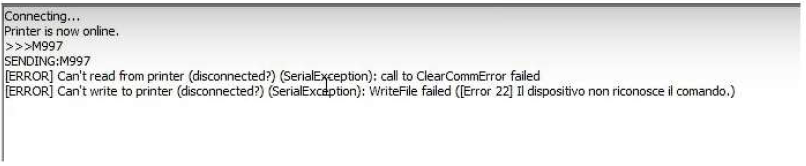 Connecting...
Printer is now online.
>>>M997
SENDING:M997
[ERROR] Can't read from printer (disconnected?) (SerialException): call to ClearCommError failed
[ERROR] Can't write to printer (disconnected?) (SerialException): WriteFile failed ([Error 22] Il dispositivo non riconosce il comando.)